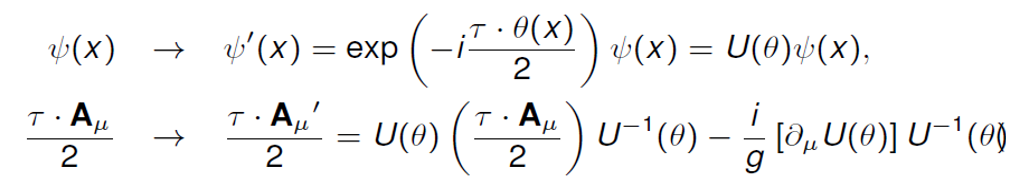 ψ(x) → ψ′(x) = exp(−i τ · θ(x) / 2) ψ(x) = U(θ)ψ(x),
τ · A_μ / 2 → τ · A_μ′ / 2 = U(θ) (τ · A_μ / 2) U⁻¹(θ) − i/g [∂_μ U(θ)] U⁻¹(θ)